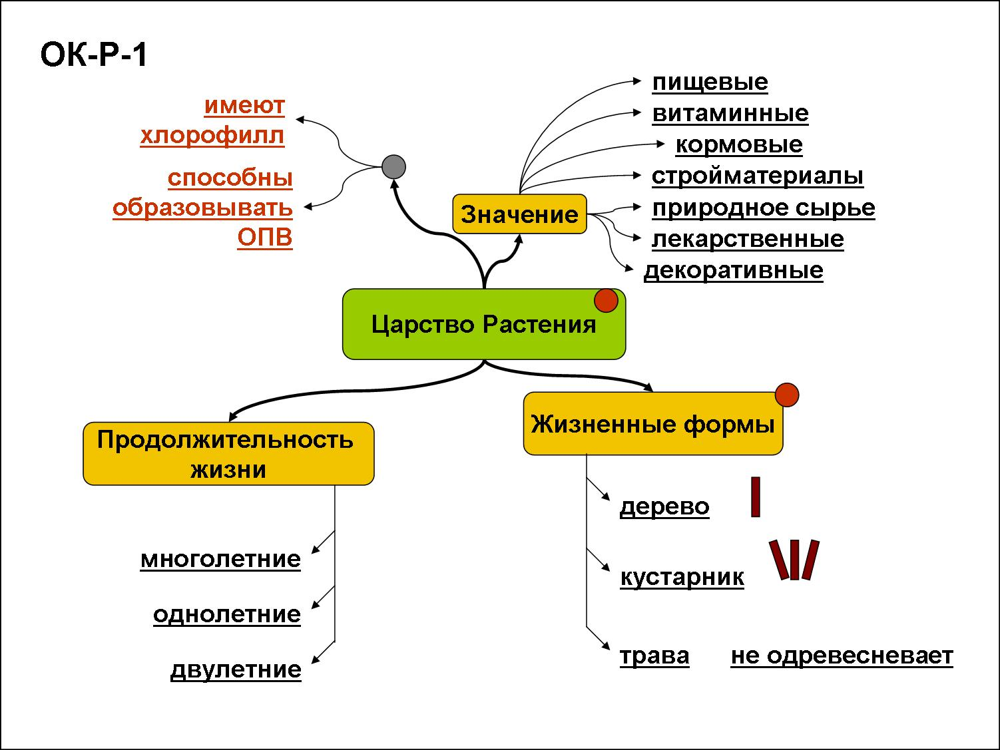 ОК-Р-1
имеют
хлорофилл
способны
образовывать
ОПВ
Значение
пищевые
витаминные
кормовые
стройматериалы
природное сырье
лекарственные
декоративные
Царство Растения
Продолжительность
жизни
многолетние
однолетние
двулетние
Жизненные формы
дерево
кустарник
трава не одревесневает